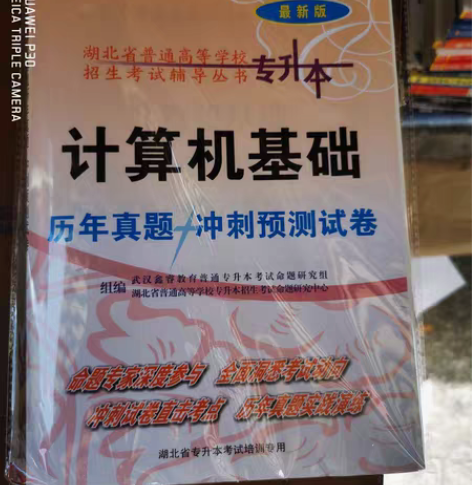 最新版
湖北省普通高等学校
招生考试辅导丛书
专升本
计算机基础
历年真题+冲刺预测试卷
组编
武汉鑫睿教育普通专升本考试命题研究组
湖北省普通高等学校专升本招生考试命题研究中心
命题专家深度参与 全面洞悉考试动向
冲刺试卷直击考点 历年真题实战演练
湖北省专升本考试培训专用
HUAWEI P30
LEICA TRIPLE CAMERA